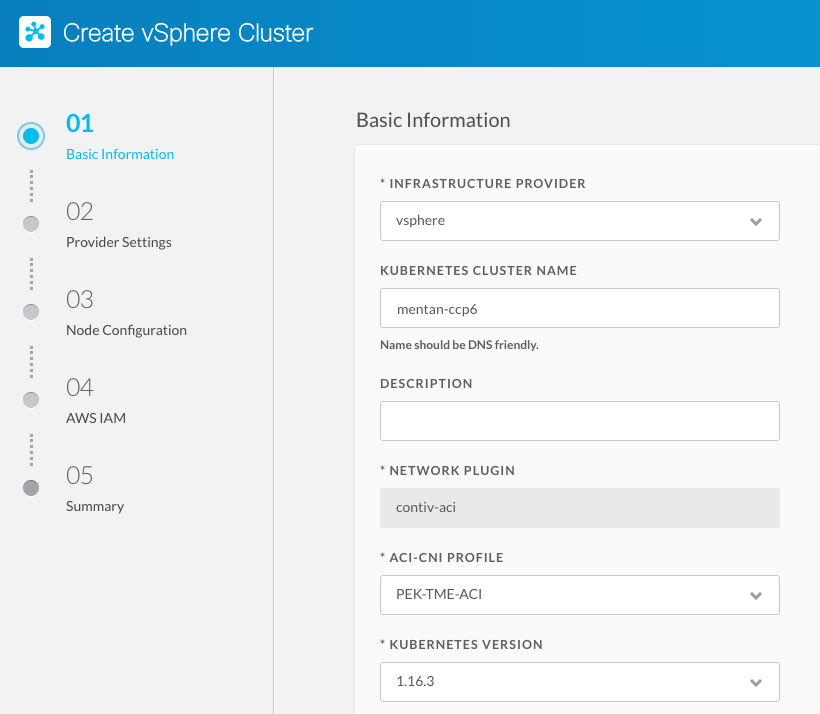 Create vSphere Cluster
01
Basic Information
02
Provider Settings
03
Node Configuration
04
AWS IAM
05
Summary
Basic Information
* INFRASTRUCTURE PROVIDER
vsphere
KUBERNETES CLUSTER NAME
mentan-ccp6
Name should be DNS friendly.
DESCRIPTION
* NETWORK PLUGIN
contiv-aci
* ACI-CNI PROFILE
PEK-TME-ACI
* KUBERNETES VERSION
1.16.3